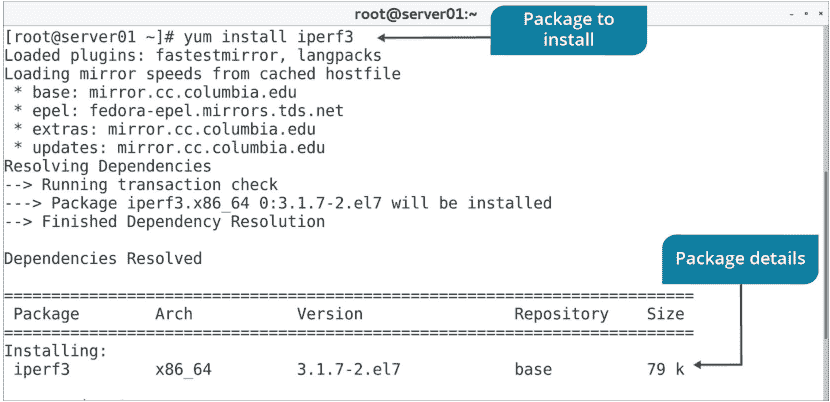 root@server01:~
Package to
install
[root@server01 ~]# yum install iperf3
Loaded plugins: fastestmirror, langpacks
Loading mirror speeds from cached hostfile
* base: mirror.cc.columbia.edu
* epel: fedora-epel.mirrors.tds.net
* extras: mirror.cc.columbia.edu
* updates: mirror.cc.columbia.edu
Resolving Dependencies
--> Running transaction check
---> Package iperf3.x86_64 0:3.1.7-2.el7 will be installed
--> Finished Dependency Resolution
Dependencies Resolved
Package details
================================================================================
Package Arch Version Repository Size
================================================================================
Installing:
iperf3 x86_64 3.1.7-2.el7 base 79 k